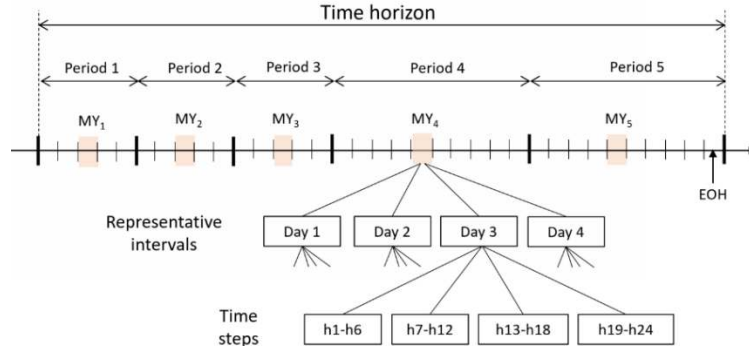 Time horizon
Period 1 Period 2 Period 3 Period 4 Period 5
MY₁ MY₂ MY₃ MY₄ MY₅
EOH
Representative
intervals
Day 1 Day 2 Day 3 Day 4
Time
steps
h1-h6 h7-h12 h13-h18 h19-h24